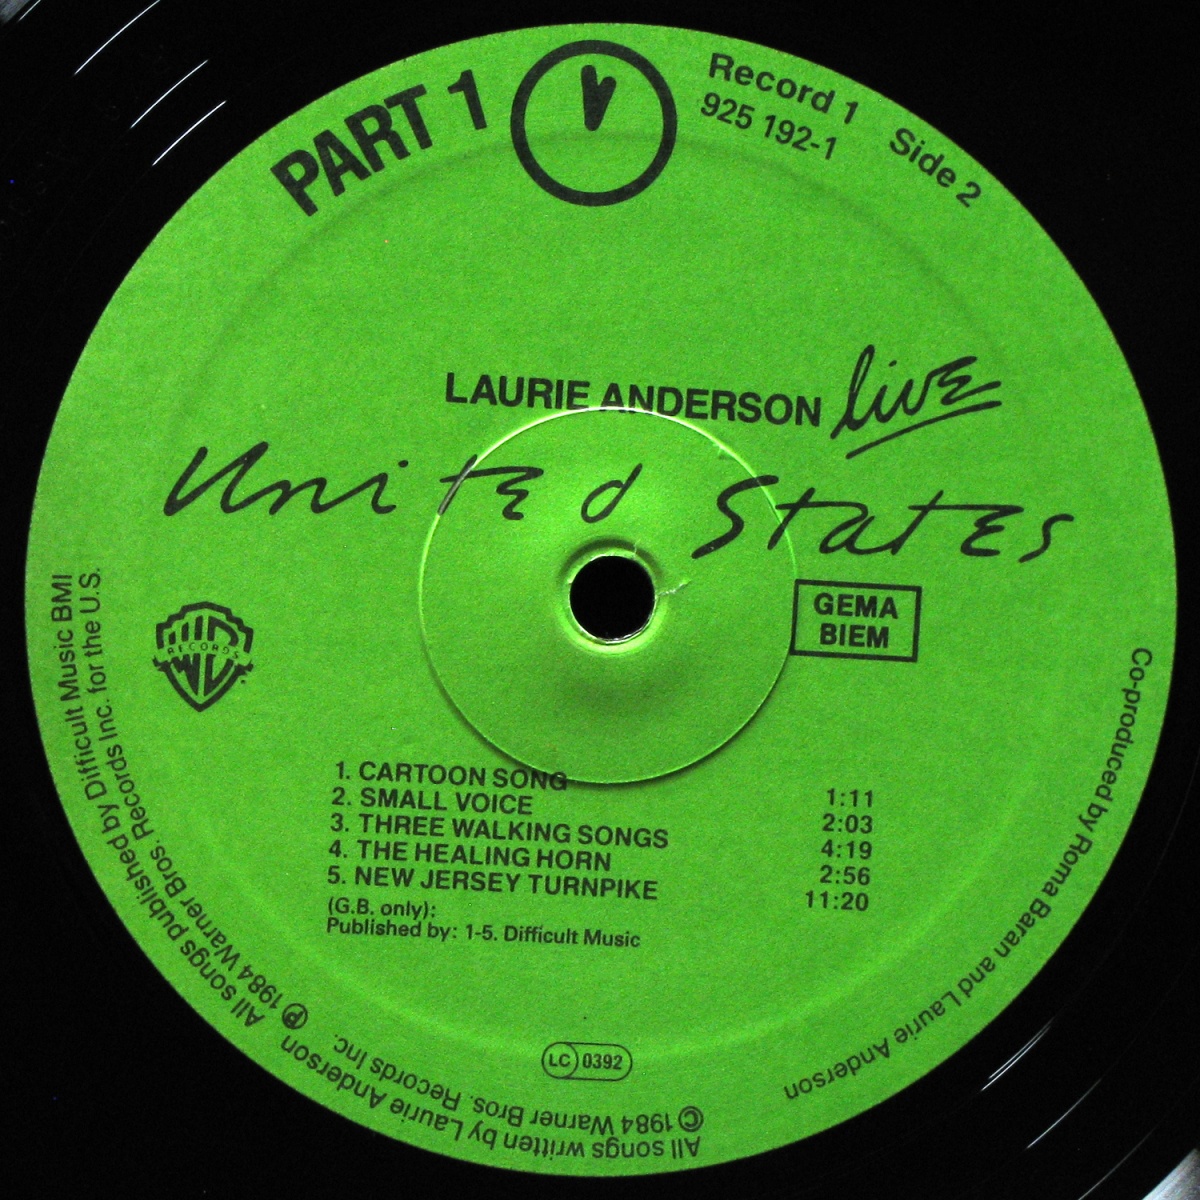 PART 1
Record 1 Side 2
925 192-1
LAURIE ANDERSON live
United States
GEMA
BIEM
RECORDS
1. CARTOON SONG 1:11
2. SMALL VOICE 2:03
3. THREE WALKING SONGS 4:19
4. THE HEALING HORN 2:56
5. NEW JERSEY TURNPIKE 11:20
(G.B. only):
Published by: 1-5. Difficult Music
LC 0392
Co-produced by Roma Baran and Laurie Anderson
All songs written by Laurie Anderson
All songs published by Difficult Music BMI
© 1984 Warner Bros. Records Inc.
℗ 1984 Warner Bros. Records Inc. for the U.S.